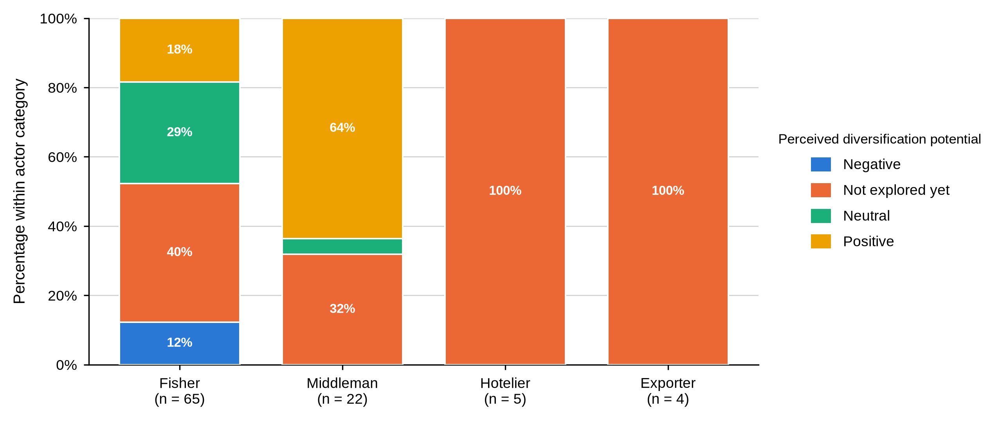 Percentage within actor category
100%
80%
60%
40%
20%
0%
18%
29%
40%
12%
64%
32%
100%
100%
Fisher
(n = 65)
Middleman
(n = 22)
Hotelier
(n = 5)
Exporter
(n = 4)
Perceived diversification potential
Negative
Not explored yet
Neutral
Positive